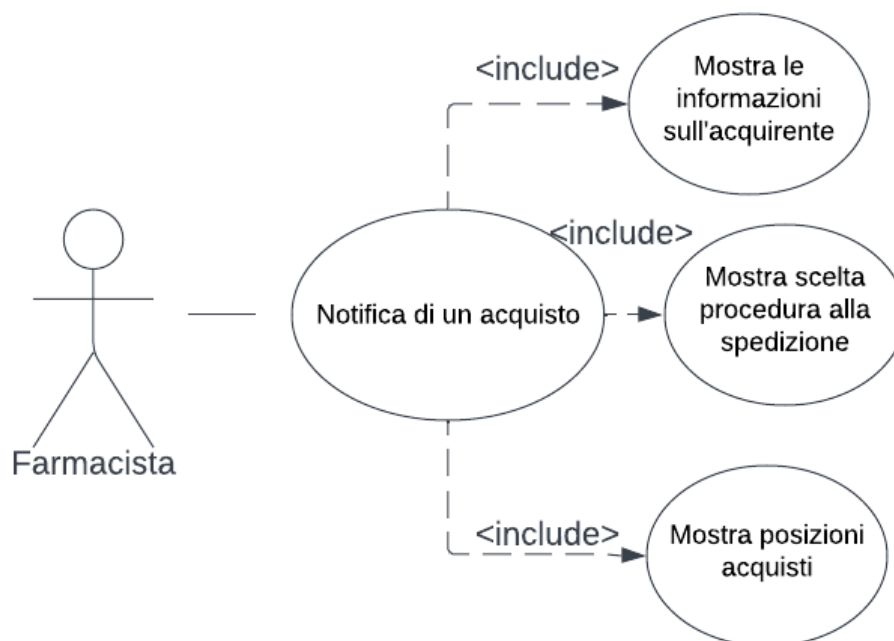 <include>
Mostra le
informazioni
sull'acquirente
<include>
Mostra scelta
procedura alla
spedizione
Notifica di un acquisto
Farmacista
<include>
Mostra posizioni
acquisti